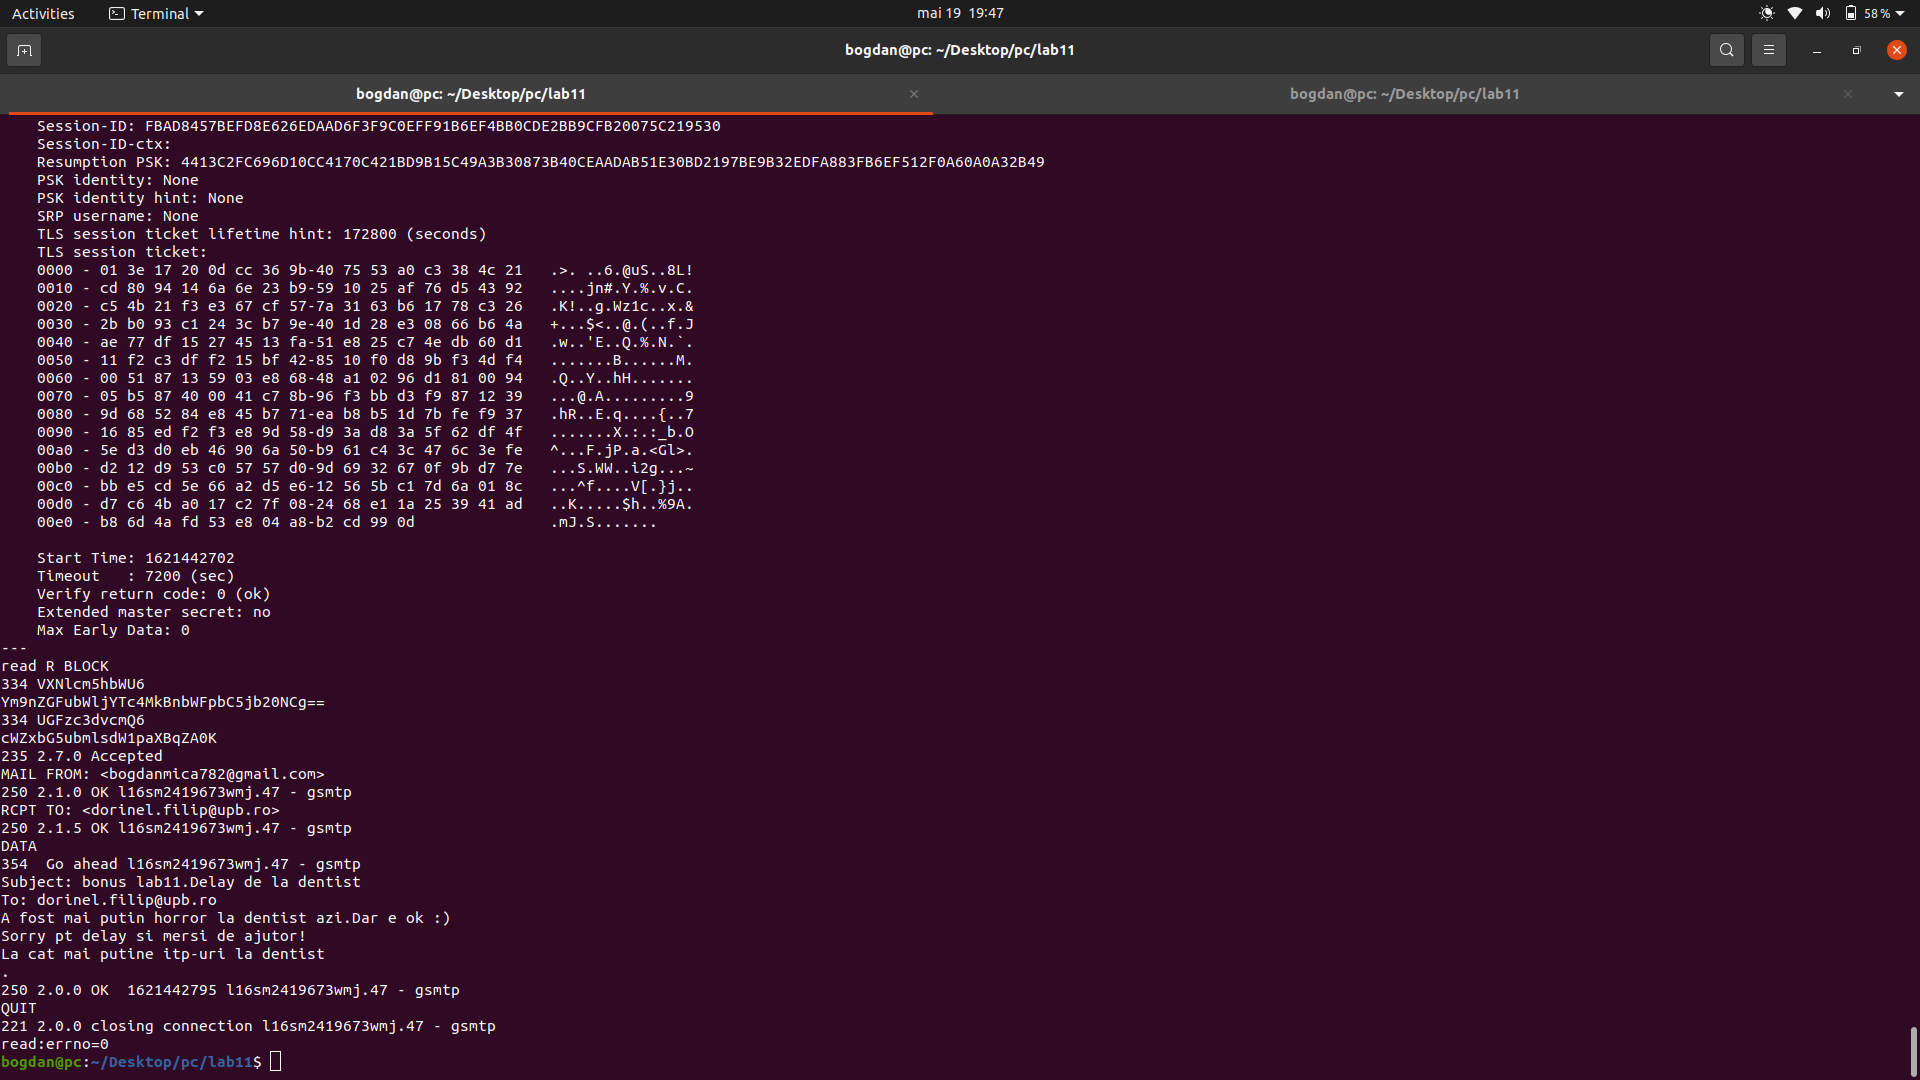 Activities
Terminal
mai 19 19:47
58 %
bogdan@pc: ~/Desktop/pc/lab11
bogdan@pc: ~/Desktop/pc/lab11
bogdan@pc: ~/Desktop/pc/lab11
Session-ID: FBAD8457BEFD8E626EDAAD6F3F9C0EFF91B6EF4BB0CDE2BB9CFB20075C219530
Session-ID-ctx:
Resumption PSK: 4413C2FC696D10CC4170C421BD9B15C49A3B30873B40CEAADAB51E30BD2197BE9B32EDFA883FB6EF512F0A60A0A32B49
PSK identity: None
PSK identity hint: None
SRP username: None
TLS session ticket lifetime hint: 172800 (seconds)
TLS session ticket:
0000 - 01 3e 17 20 0d cc 36 9b-40 75 53 a0 c3 38 4c 21   .>. ..6.@uS..8L!
0010 - cd 80 94 14 6a 6e 23 b9-59 10 25 af 76 d5 43 92   ....jn#.Y.%.v.C.
0020 - c5 4b 21 f3 e3 67 cf 57-7a 31 63 b6 17 78 c3 26   .K!..g.Wz1c..x.&
0030 - 2b b0 93 c1 24 3c b7 9e-40 1d 28 e3 08 66 b6 4a   +...$<..@.(..f.J
0040 - ae 77 df 15 27 45 13 fa-51 e8 25 c7 4e db 60 d1   .w..'E..Q.%.N.`.
0050 - 11 f2 c3 df f2 15 bf 42-85 10 f0 d8 9b f3 4d f4   .......B......M.
0060 - 00 51 87 13 59 03 e8 68-48 a1 02 96 d1 81 00 94   .Q..Y..hH.......
0070 - 05 b5 87 40 00 41 c7 8b-96 f3 bb d3 f9 87 12 39   ...@.A.........9
0080 - 9d 68 52 84 e8 45 b7 71-ea b8 b5 1d 7b fe f9 37   .hR..E.q....{..7
0090 - 16 85 ed f2 f3 e8 9d 58-d9 3a d8 3a 5f 62 df 4f   .......X.:.:_b.O
00a0 - 5e d3 d0 eb 46 90 6a 50-b9 61 c4 3c 47 6c 3e fe   ^...F.jP.a.<Gl>.
00b0 - d2 12 d9 53 c0 57 57 d0-9d 69 32 67 0f 9b d7 7e   ...S.WW..i2g...~
00c0 - bb e5 cd 5e 66 a2 d5 e6-12 56 5b c1 7d 6a 01 8c   ...^f....V[.}j..
00d0 - d7 c6 4b a0 17 c2 7f 08-24 68 e1 1a 25 39 41 ad   ..K.....$h..%9A.
00e0 - b8 6d 4a fd 53 e8 04 a8-b2 cd 99 0d   .mJ.S.......
Start Time: 1621442702
Timeout   : 7200 (sec)
Verify return code: 0 (ok)
Extended master secret: no
Max Early Data: 0
---
read R BLOCK
334 VXNlcm5hbWU6
Ym9nZGFubWljYTc4MkBnbWFpbC5jb20NCg==
334 UGFzc3dvcmQ6
cWZxbG5ubmlsdW1paXBqZA0K
235 2.7.0 Accepted
MAIL FROM: <bogdanmica782@gmail.com>
250 2.1.0 OK l16sm2419673wmj.47 - gsmtp
RCPT TO: <dorinel.filip@upb.ro>
250 2.1.5 OK l16sm2419673wmj.47 - gsmtp
DATA
354  Go ahead l16sm2419673wmj.47 - gsmtp
Subject: bonus lab11.Delay de la dentist
To: dorinel.filip@upb.ro
A fost mai putin horror la dentist azi.Dar e ok :)
Sorry pt delay si mersi de ajutor!
La cat mai putine itp-uri la dentist
.
250 2.0.0 OK  1621442795 l16sm2419673wmj.47 - gsmtp
QUIT
221 2.0.0 closing connection l16sm2419673wmj.47 - gsmtp
read:errno=0
bogdan@pc:~/Desktop/pc/lab11$